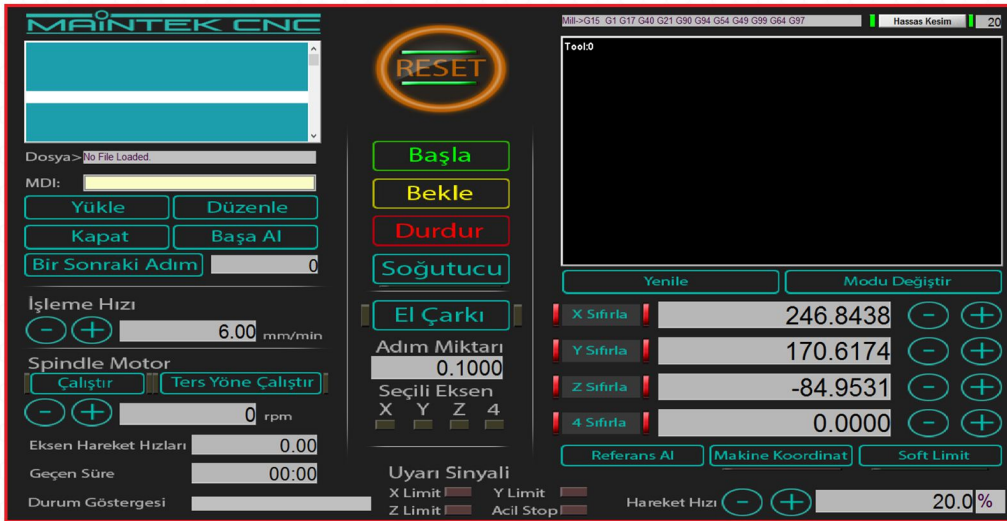 MAINTEK CNC
Mill->G15 G1 G17 G40 G21 G90 G94 G54 G49 G99 G64 G97
Hassas Kesim
20
RESET
Tool:0
Dosya>No File Loaded.
MDI:
Yükle
Düzenle
Kapat
Başa Al
Bir Sonraki Adım
0
İşleme Hızı
6.00 mm/min
Spindle Motor
Çalıştır
Ters Yöne Çalıştır
0 rpm
Eksen Hareket Hızları 0.00
Geçen Süre 00:00
Durum Göstergesi
Başla
Bekle
Durdur
Soğutucu
El Çarkı
Adım Miktarı
0.1000
Seçili Eksen
X Y Z 4
Uyarı Sinyali
X Limit Y Limit
Z Limit Acil Stop
Yenile
Modu Değiştir
X Sıfırla 246.8438
Y Sıfırla 170.6174
Z Sıfırla -84.9531
4 Sıfırla 0.0000
Referans Al
Makine Koordinat
Soft Limit
Hareket Hızı 20.0 %